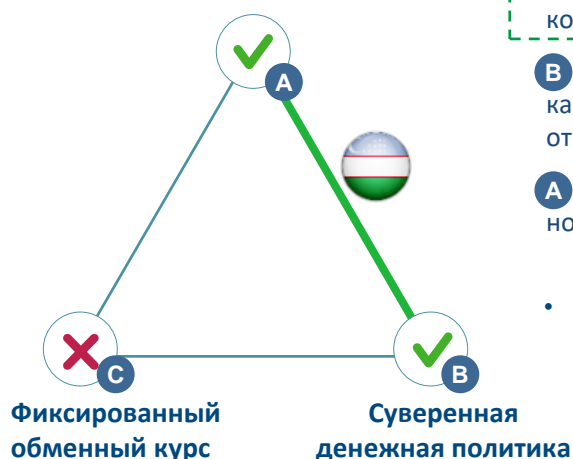 ко
B
ка
от
A
но
•
A
B
C
Фиксированный
обменный курс
Суверенная
денежная политика